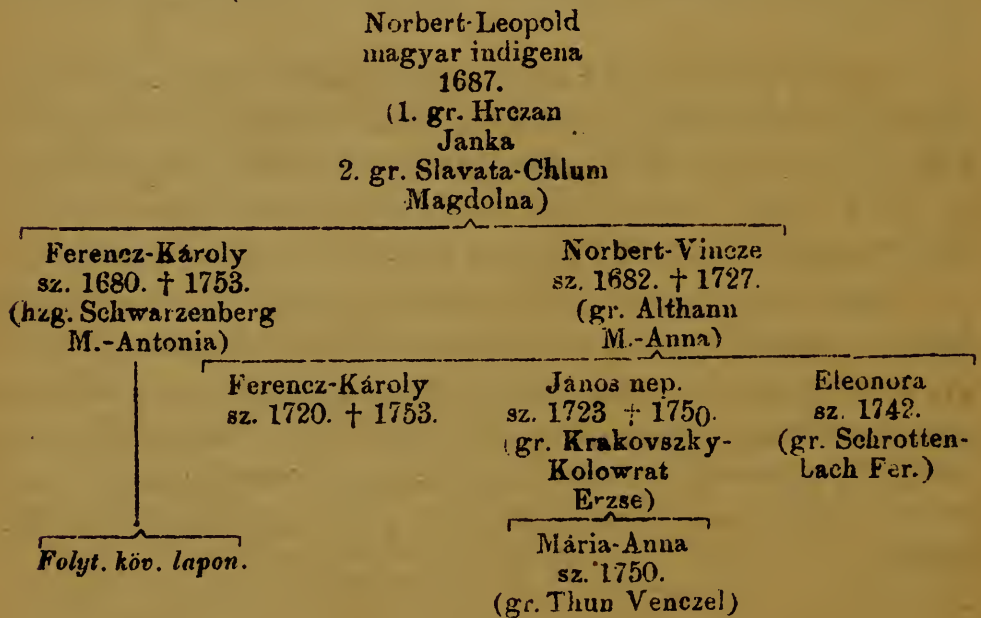 Norbert-Leopold
magyar indigena
1687.
(1. gr. Hrczan
Janka
2. gr. Slavata-Chlum
Magdolna)
Ferencz-Károly
sz. 1680. † 1753.
(hzg. Schwarzenberg
M.-Antonia)
Norbert-Vincze
sz. 1682. † 1727.
(gr. Althann
M.-Anna)
Ferencz-Károly
sz. 1720. † 1753.
János nep.
sz. 1723 † 1750.
(gr. Krakovszky-
Kolowrat
Erzse)
Eleonora
sz. 1742.
(gr. Schrotten-
bach Fer.)
Folyt. köv. lapon.
Mária-Anna
sz. 1750.
(gr. Thun Venczel)